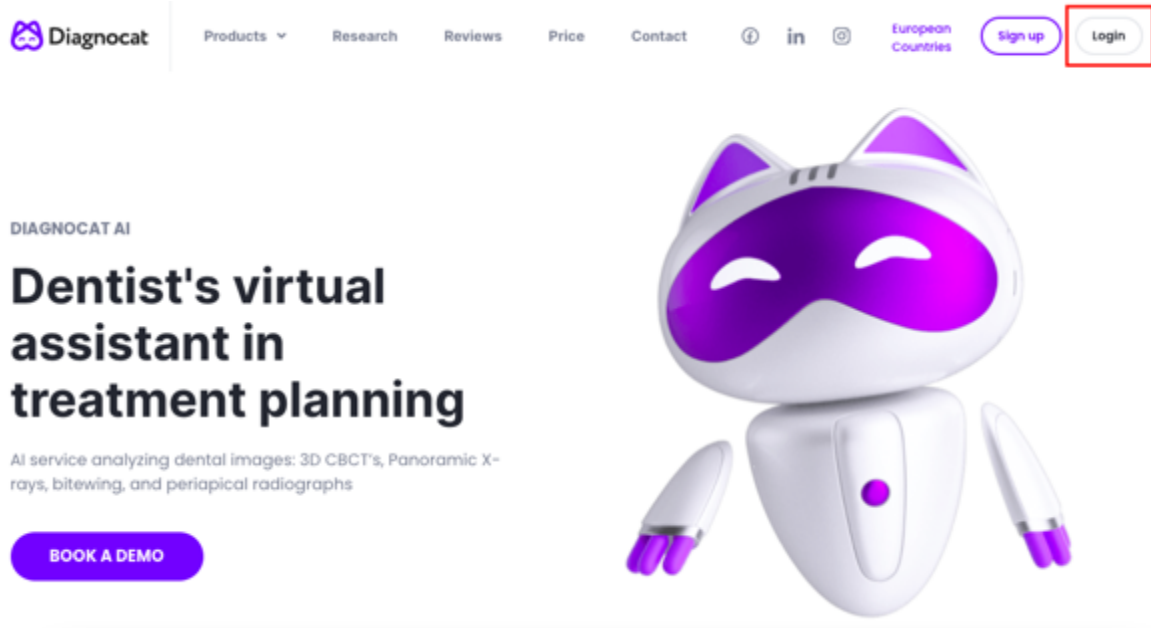 Diagnocat
Products
Research
Reviews
Price
Contact
European
Countries
Sign up
Login
DIAGNOCAT AI
Dentist's virtual
assistant in
treatment planning
AI service analyzing dental images: 3D CBCT's, Panoramic X-
rays, bitewing, and periapical radiographs
BOOK A DEMO